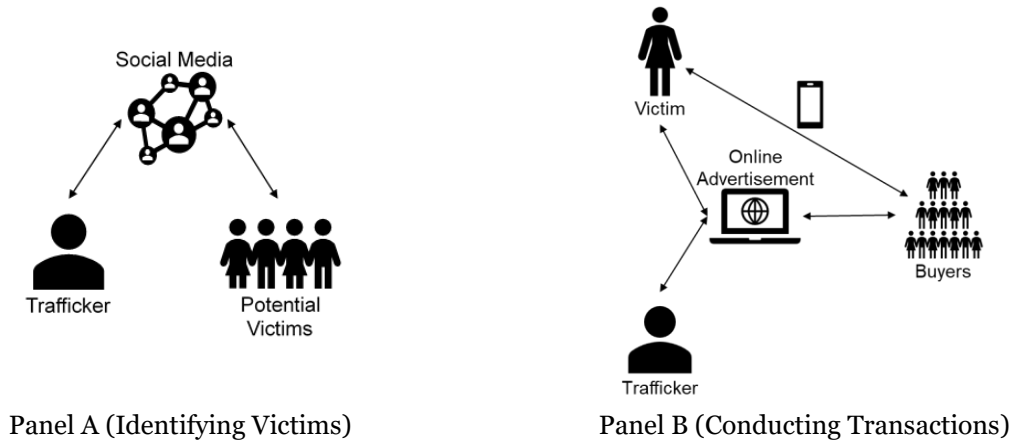 Social Media
Trafficker
Potential
Victims
Panel A (Identifying Victims)
Victim
Online
Advertisement
Buyers
Trafficker
Panel B (Conducting Transactions)